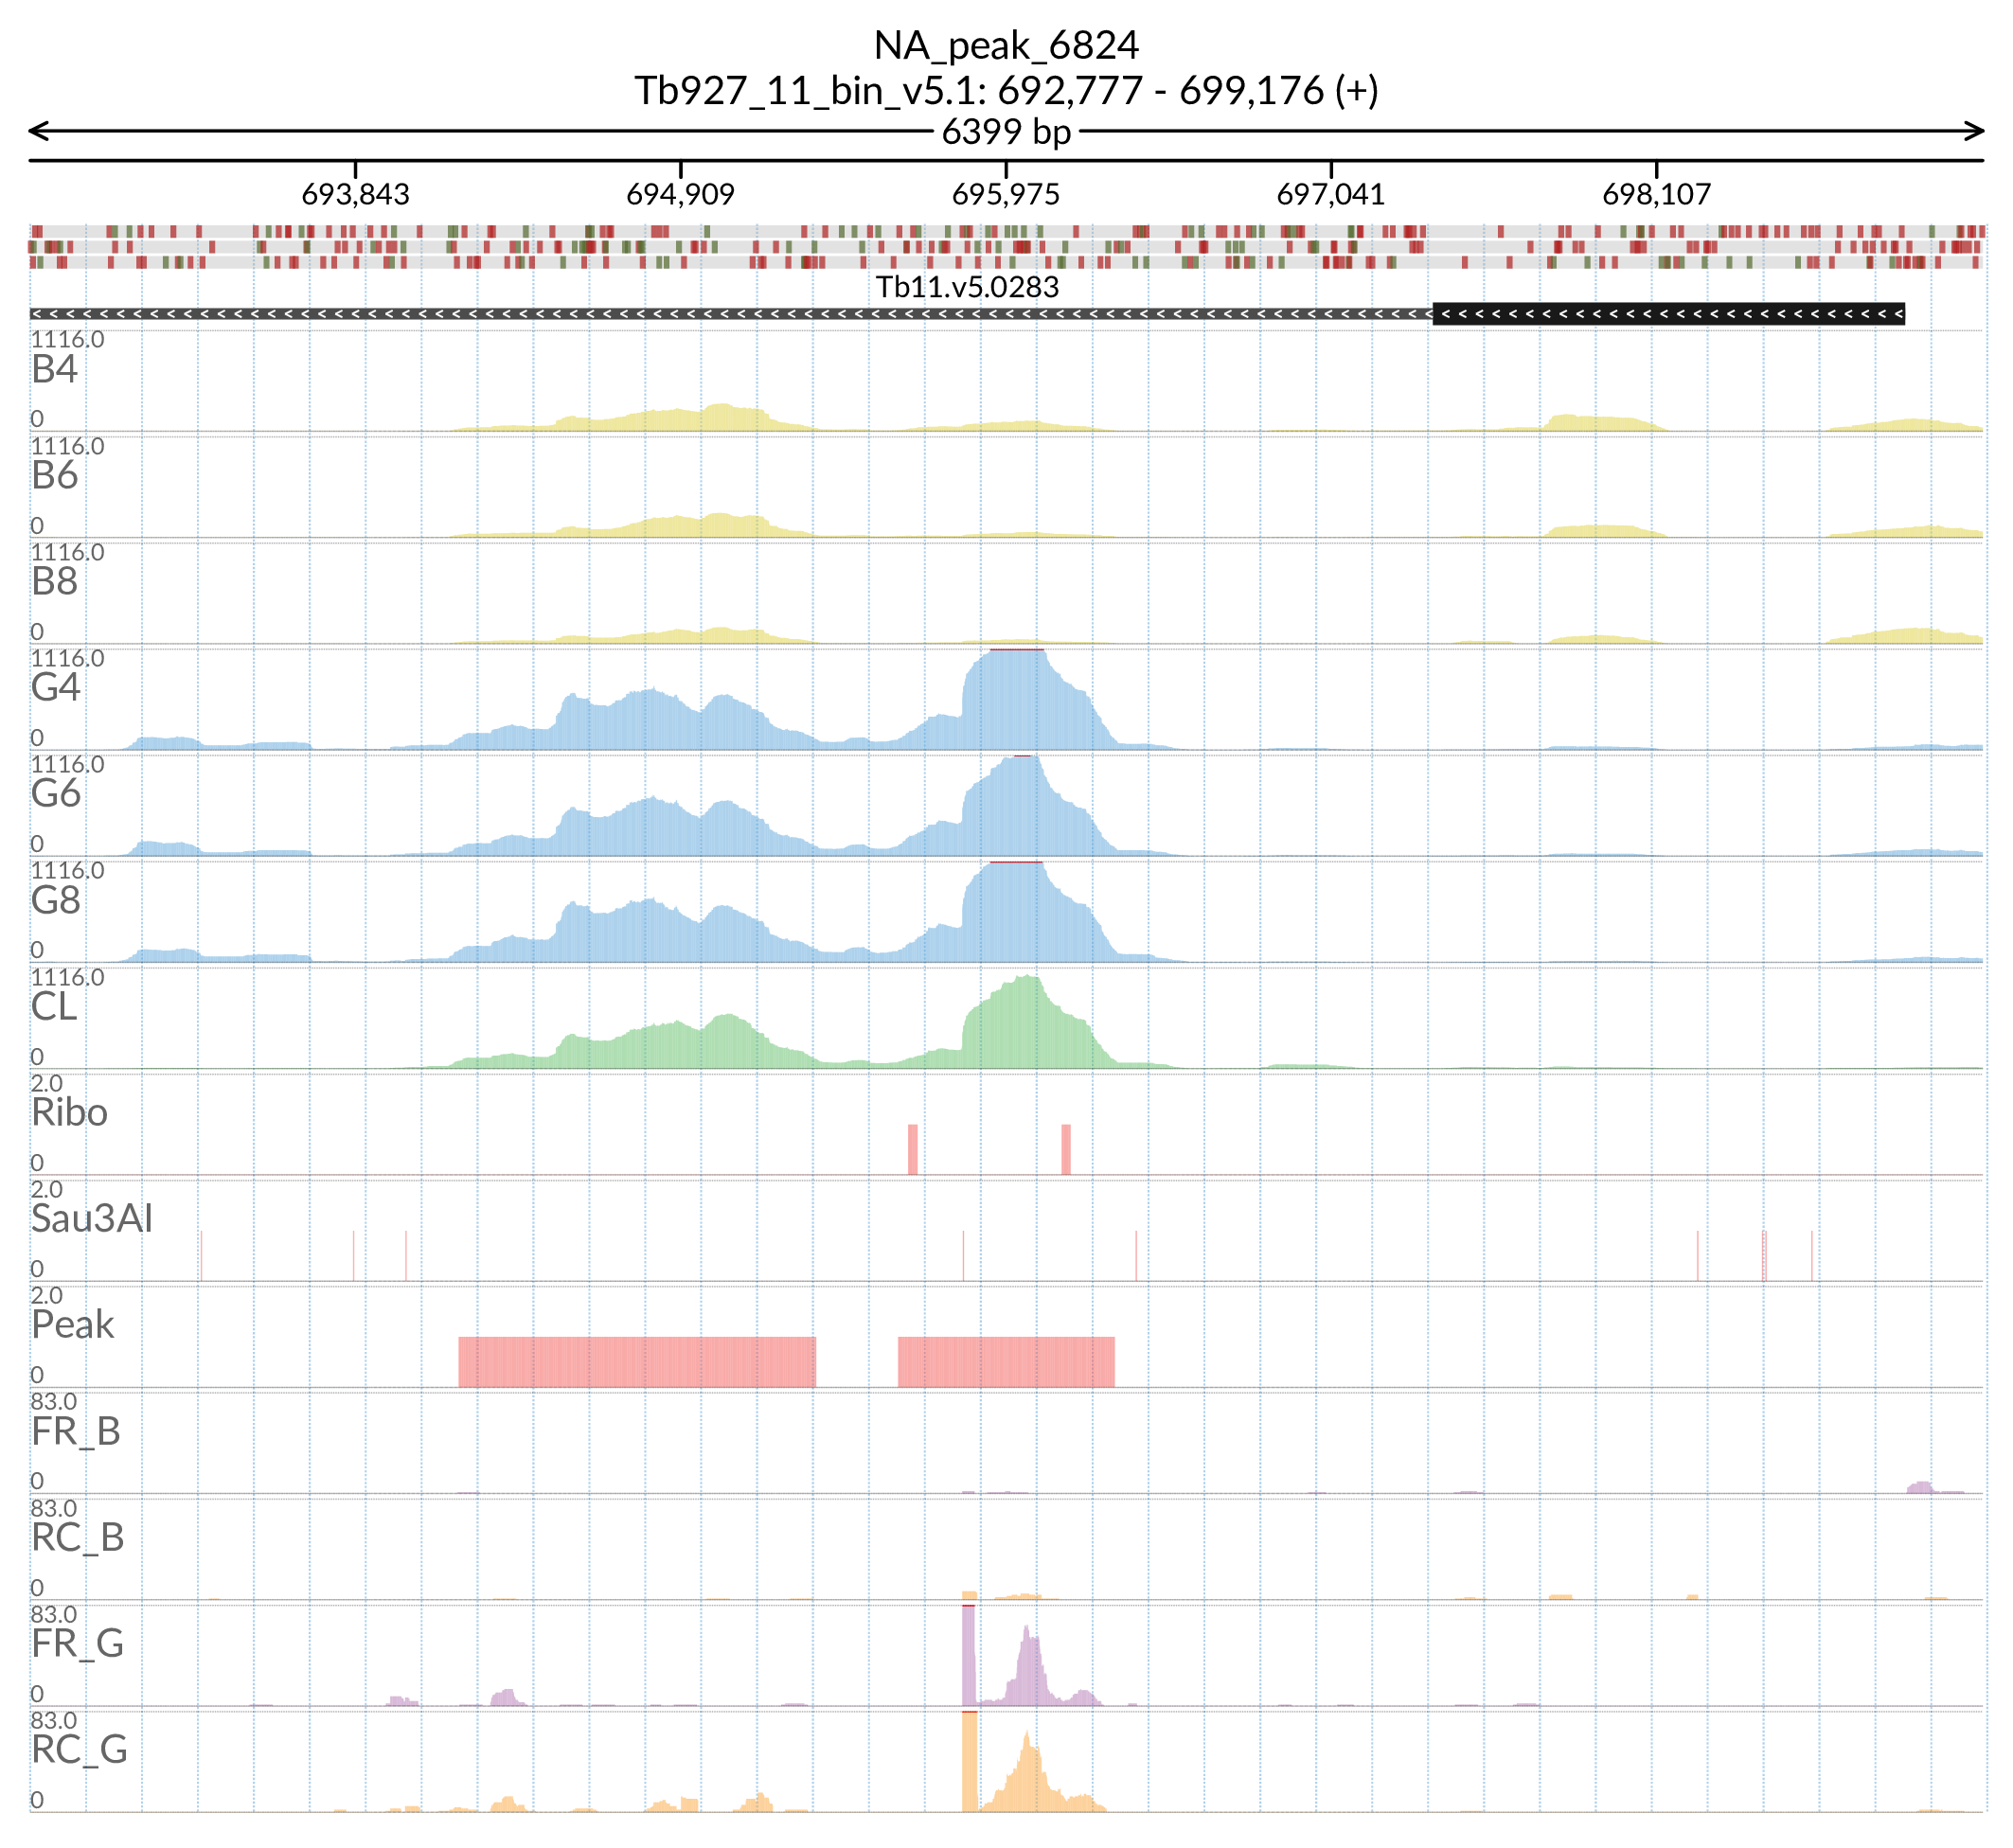 NA_peak_6824
Tb927_11_bin_v5.1: 692,777 - 699,176 (+)
6399 bp
693,843 694,909 695,975 697,041 698,107
Tb11.v5.0283
1116.0
B4
0
1116.0
B6
0
1116.0
B8
0
1116.0
G4
0
1116.0
G6
0
1116.0
G8
0
1116.0
CL
0
2.0
Ribo
0
2.0
Sau3AI
0
2.0
Peak
0
83.0
FR_B
0
83.0
RC_B
0
83.0
FR_G
0
83.0
RC_G
0